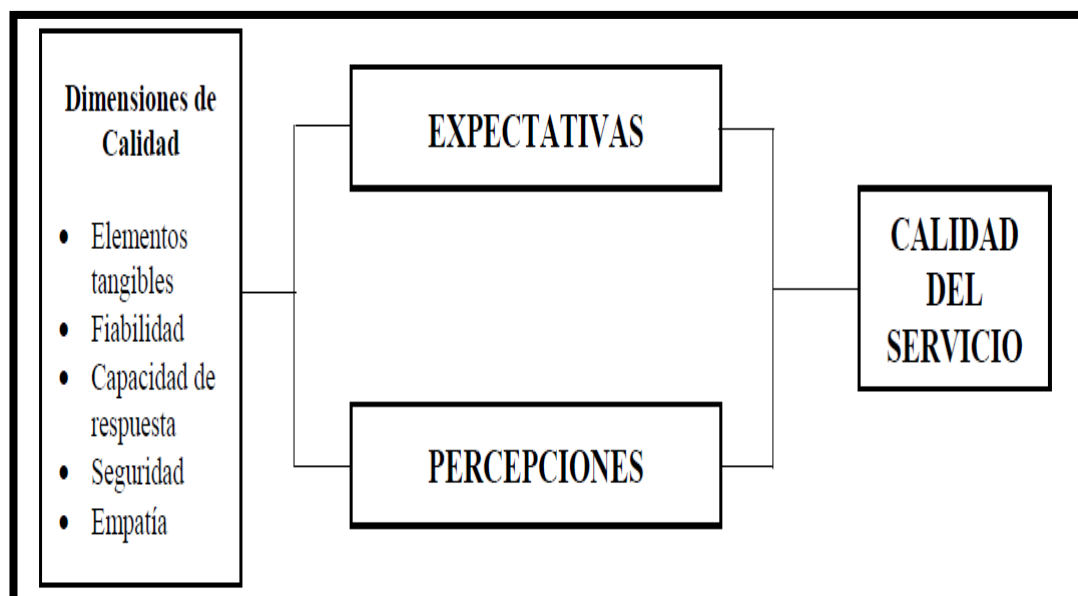 Dimensiones de
Calidad
• Elementos
tangibles
• Fiabilidad
• Capacidad de
respuesta
• Seguridad
• Empatía
EXPECTATIVAS
PERCEPCIONES
CALIDAD
DEL
SERVICIO